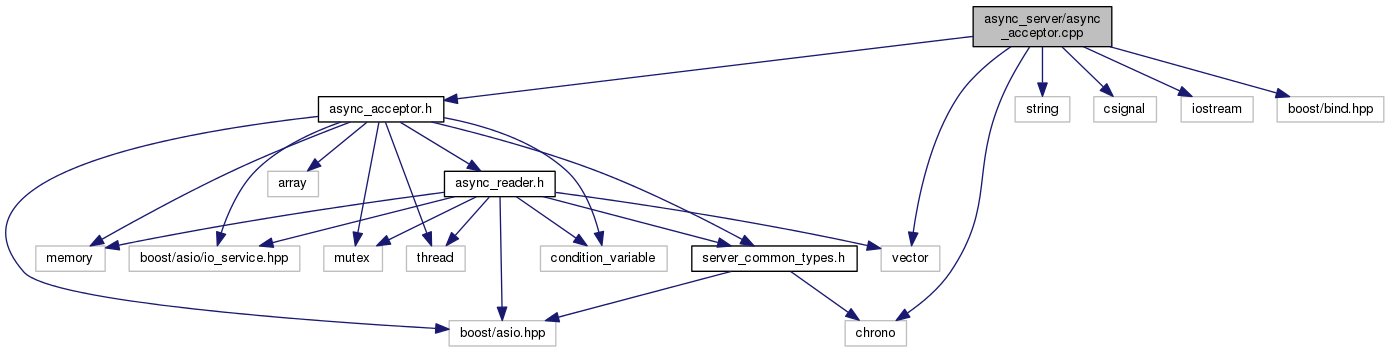 async_server/async
_acceptor.cpp
async_acceptor.h
string
csignal
iostream
boost/bind.hpp
array
async_reader.h
memory
boost/asio/io_service.hpp
mutex
thread
condition_variable
server_common_types.h
vector
boost/asio.hpp
chrono